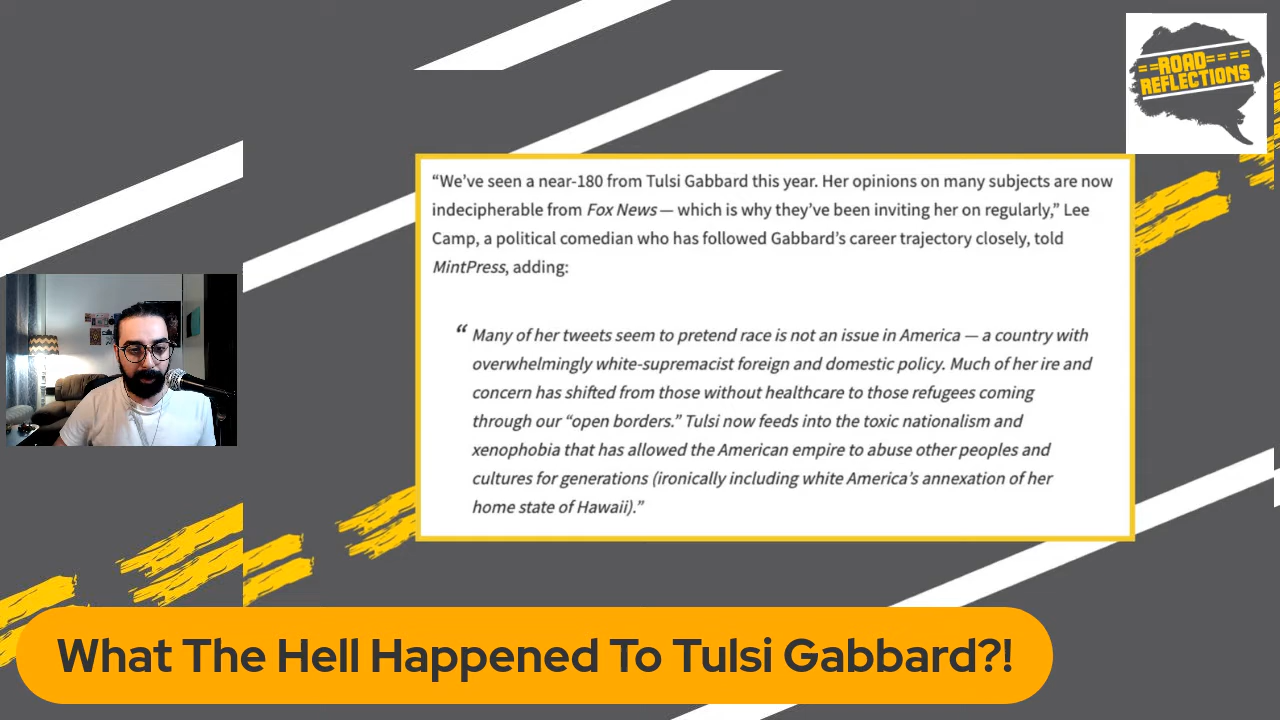 ==ROAD====
REFLECTIONS
“We’ve seen a near-180 from Tulsi Gabbard this year. Her opinions on many subjects are now
indecipherable from Fox News — which is why they’ve been inviting her on regularly,” Lee
Camp, a political comedian who has followed Gabbard’s career trajectory closely, told
MintPress, adding:
“ Many of her tweets seem to pretend race is not an issue in America — a country with
overwhelmingly white-supremacist foreign and domestic policy. Much of her ire and
concern has shifted from those without healthcare to those refugees coming
through our “open borders.” Tulsi now feeds into the toxic nationalism and
xenophobia that has allowed the American empire to abuse other peoples and
cultures for generations (ironically including white America’s annexation of her
home state of Hawaii).”
What The Hell Happened To Tulsi Gabbard?!